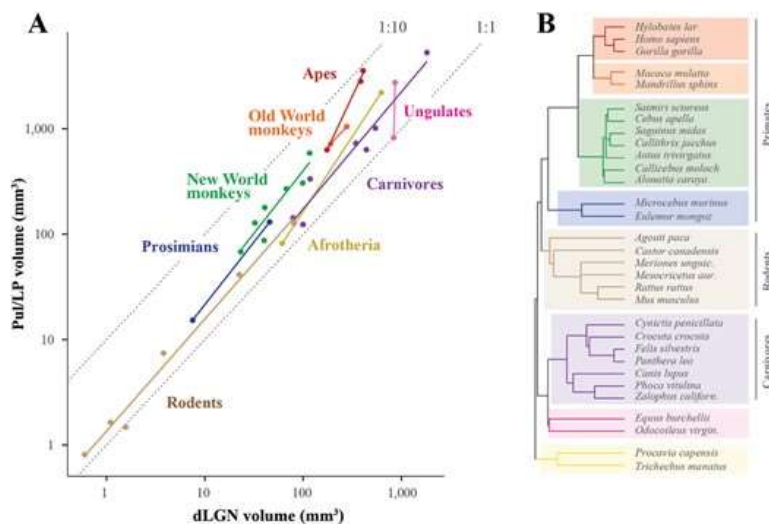 A
1:10
1:1
Apes
Old World
monkeys
Ungulates
New World
monkeys
Carnivores
Prosimians
Afrotheria
Rodents
Pul/LP volume (mm³)
1,000
100
10
1
1
10
100
1,000
dLGN volume (mm³)
B
Hylobates lar
Homo sapiens
Gorilla gorilla
Macaca mulatta
Mandrillus sphinx
Saimiri sciureus
Cebus apella
Saguinus midas
Callithrix jacchus
Aotus trivirgatus
Callicebus moloch
Alouatta caraya
Microcebus murinus
Eulemur mongoz
Agouti paca
Castor canadensis
Meriones unguic.
Mesocricetus aur.
Rattus rattus
Mus musculus
Cynictis penicillata
Crocuta crocuta
Felis silvestris
Panthera leo
Canis lupus
Phoca vitulina
Zalophus californ.
Equus burchellii
Odocoileus virgin.
Procavia capensis
Trichechus manatus
Primates
Rodents
Carnivores